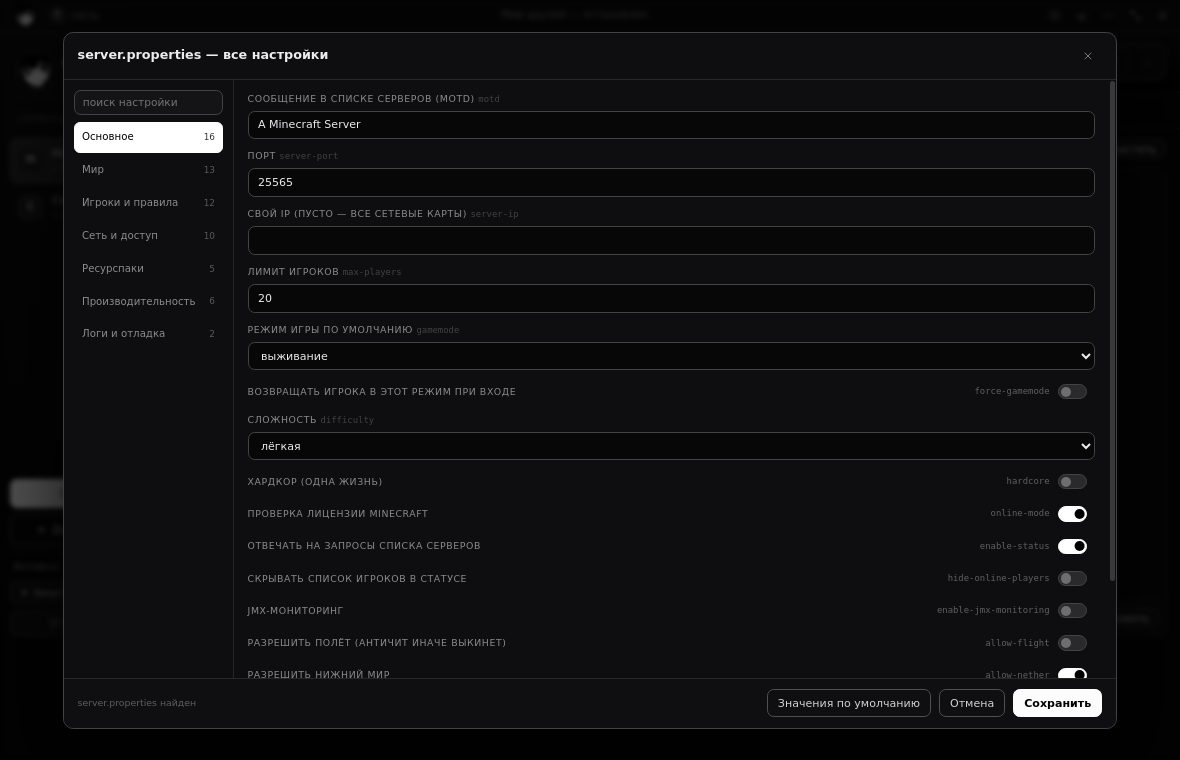 server.properties — все настройки
×
поиск настройки
Основное 16
Мир 13
Игроки и правила 12
Сеть и доступ 10
Ресурспаки 5
Производительность 6
Логи и отладка 2
СООБЩЕНИЕ В СПИСКЕ СЕРВЕРОВ (MOTD) motd
A Minecraft Server
ПОРТ server-port
25565
СВОЙ IP (ПУСТО — ВСЕ СЕТЕВЫЕ КАРТЫ) server-ip
ЛИМИТ ИГРОКОВ max-players
20
РЕЖИМ ИГРЫ ПО УМОЛЧАНИЮ gamemode
выживание
ВОЗВРАЩАТЬ ИГРОКА В ЭТОТ РЕЖИМ ПРИ ВХОДЕ force-gamemode
СЛОЖНОСТЬ difficulty
лёгкая
ХАРДКОР (ОДНА ЖИЗНЬ) hardcore
ПРОВЕРКА ЛИЦЕНЗИИ MINECRAFT online-mode
ОТВЕЧАТЬ НА ЗАПРОСЫ СПИСКА СЕРВЕРОВ enable-status
СКРЫВАТЬ СПИСОК ИГРОКОВ В СТАТУСЕ hide-online-players
JMX-МОНИТОРИНГ enable-jmx-monitoring
РАЗРЕШИТЬ ПОЛЁТ (АНТИЧИТ ИНАЧЕ ВЫКИНЕТ) allow-flight
РАЗРЕШИТЬ НИЖНИЙ МИР allow-nether
server.properties найден
Значения по умолчанию
Отмена
Сохранить